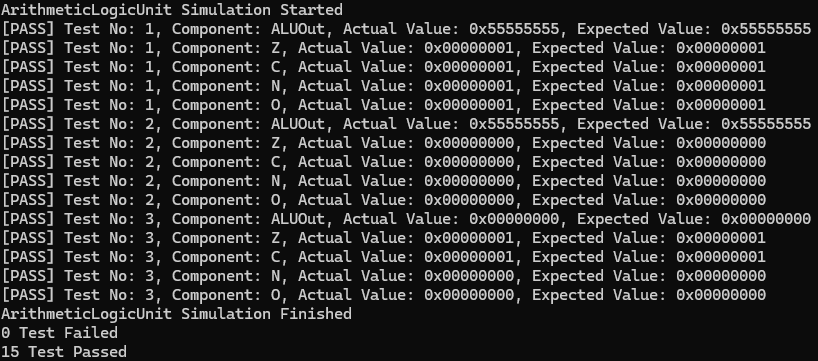 ArithmeticLogicUnit Simulation Started
[PASS] Test No: 1, Component: ALUOut, Actual Value: 0x55555555, Expected Value: 0x55555555
[PASS] Test No: 1, Component: Z, Actual Value: 0x00000001, Expected Value: 0x00000001
[PASS] Test No: 1, Component: C, Actual Value: 0x00000001, Expected Value: 0x00000001
[PASS] Test No: 1, Component: N, Actual Value: 0x00000001, Expected Value: 0x00000001
[PASS] Test No: 1, Component: O, Actual Value: 0x00000001, Expected Value: 0x00000001
[PASS] Test No: 2, Component: ALUOut, Actual Value: 0x55555555, Expected Value: 0x55555555
[PASS] Test No: 2, Component: Z, Actual Value: 0x00000000, Expected Value: 0x00000000
[PASS] Test No: 2, Component: C, Actual Value: 0x00000000, Expected Value: 0x00000000
[PASS] Test No: 2, Component: N, Actual Value: 0x00000000, Expected Value: 0x00000000
[PASS] Test No: 2, Component: O, Actual Value: 0x00000000, Expected Value: 0x00000000
[PASS] Test No: 3, Component: ALUOut, Actual Value: 0x00000000, Expected Value: 0x00000000
[PASS] Test No: 3, Component: Z, Actual Value: 0x00000001, Expected Value: 0x00000001
[PASS] Test No: 3, Component: C, Actual Value: 0x00000001, Expected Value: 0x00000001
[PASS] Test No: 3, Component: N, Actual Value: 0x00000000, Expected Value: 0x00000000
[PASS] Test No: 3, Component: O, Actual Value: 0x00000000, Expected Value: 0x00000000
ArithmeticLogicUnit Simulation Finished
0 Test Failed
15 Test Passed